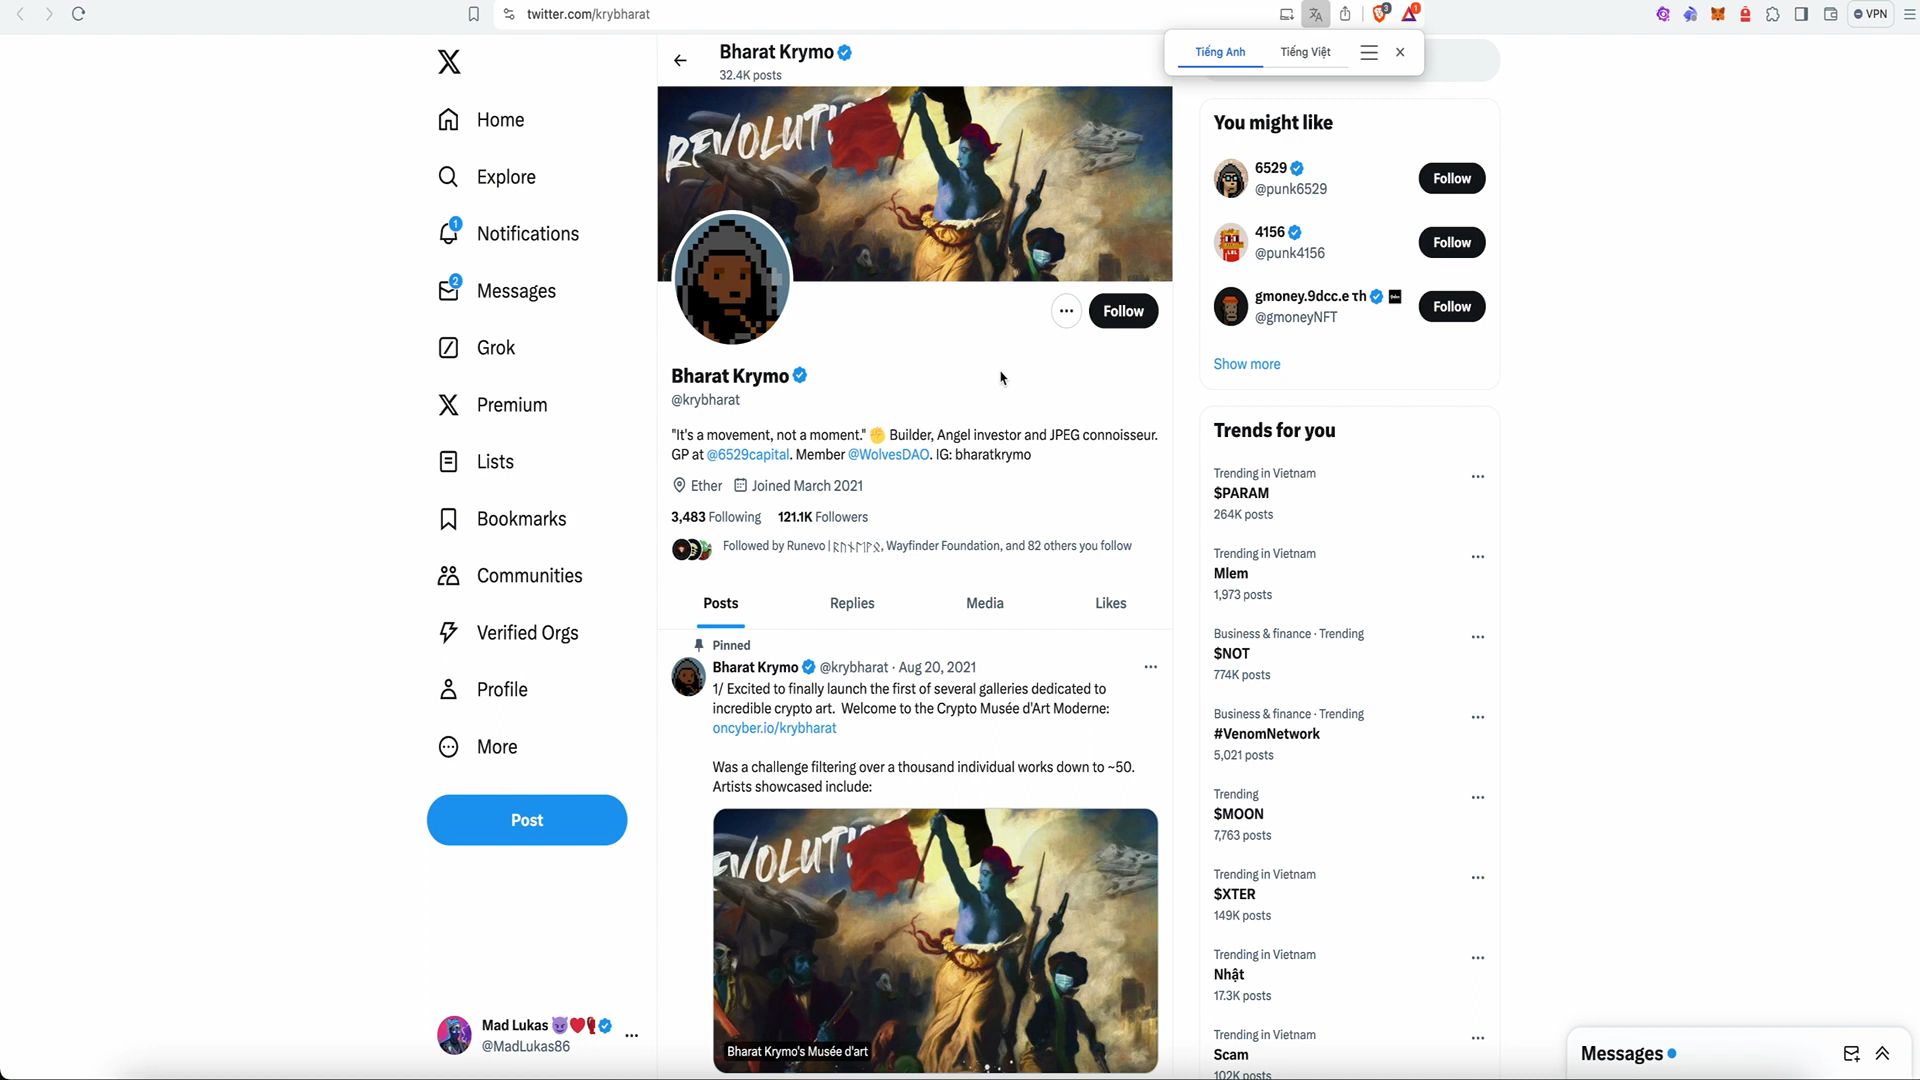 twitter.com/krybharat
3
1
VPN
Tiếng Anh
Tiếng Việt
Home
Explore
1
Notifications
2
Messages
Grok
Premium
Lists
Bookmarks
Communities
Verified Orgs
Profile
More
Post
Mad Lukas
@MadLukas86
Bharat Krymo
32.4K posts
REVOLUTI
Follow
Bharat Krymo
@krybharat
"It's a movement, not a moment." ✊ Builder, Angel investor and JPEG connoisseur.
GP at @6529capital. Member @WolvesDAO. IG: bharatkrymo
Ether Joined March 2021
3,483 Following 121.1K Followers
Followed by Runevo | , Wayfinder Foundation, and 82 others you follow
Posts Replies Media Likes
Pinned
Bharat Krymo @krybharat · Aug 20, 2021
1/ Excited to finally launch the first of several galleries dedicated to
incredible crypto art. Welcome to the Crypto Musée d'Art Moderne:
oncyber.io/krybharat
Was a challenge filtering over a thousand individual works down to ~50.
Artists showcased include:
EVOLUTI
Bharat Krymo's Musée d'art
You might like
6529
@punk6529
Follow
4156
@punk4156
Follow
gmoney.9dcc.e τh
@gmoneyNFT
Follow
Show more
Trends for you
Trending in Vietnam
$PARAM
264K posts
Trending in Vietnam
Mlem
1,973 posts
Business & finance · Trending
$NOT
774K posts
Business & finance · Trending
#VenomNetwork
5,021 posts
Trending
$MOON
7,763 posts
Trending in Vietnam
$XTER
149K posts
Trending in Vietnam
Nhật
17.3K posts
Trending in Vietnam
Scam
102K posts
Messages